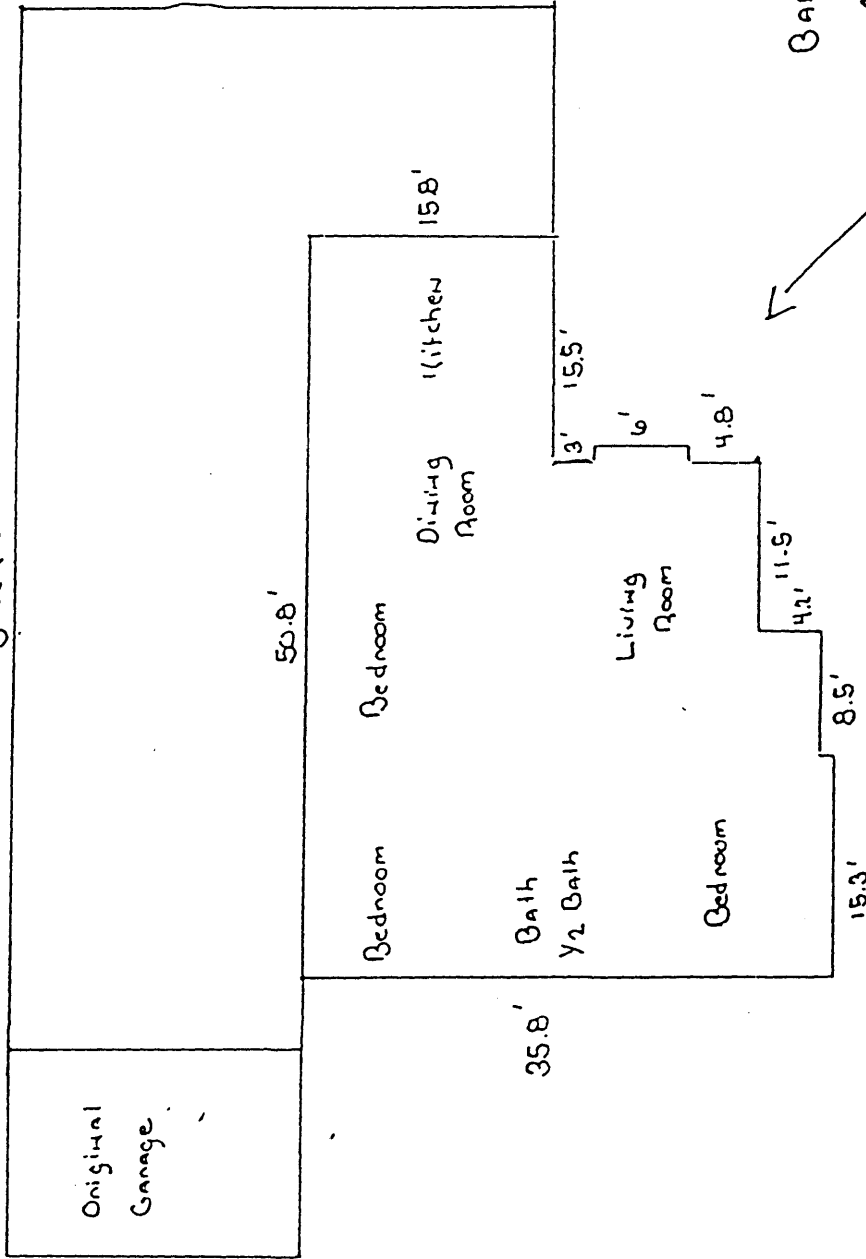 Original
Garage
50.8'
15.8'
Bedroom
Bedroom
Dining
Room
Kitchen
35.8'
Bath
1/2 Bath
Bedroom
Living
Room
3'
15.5'
6'
4.8'
11.5'
4.2'
8.5'
15.3'